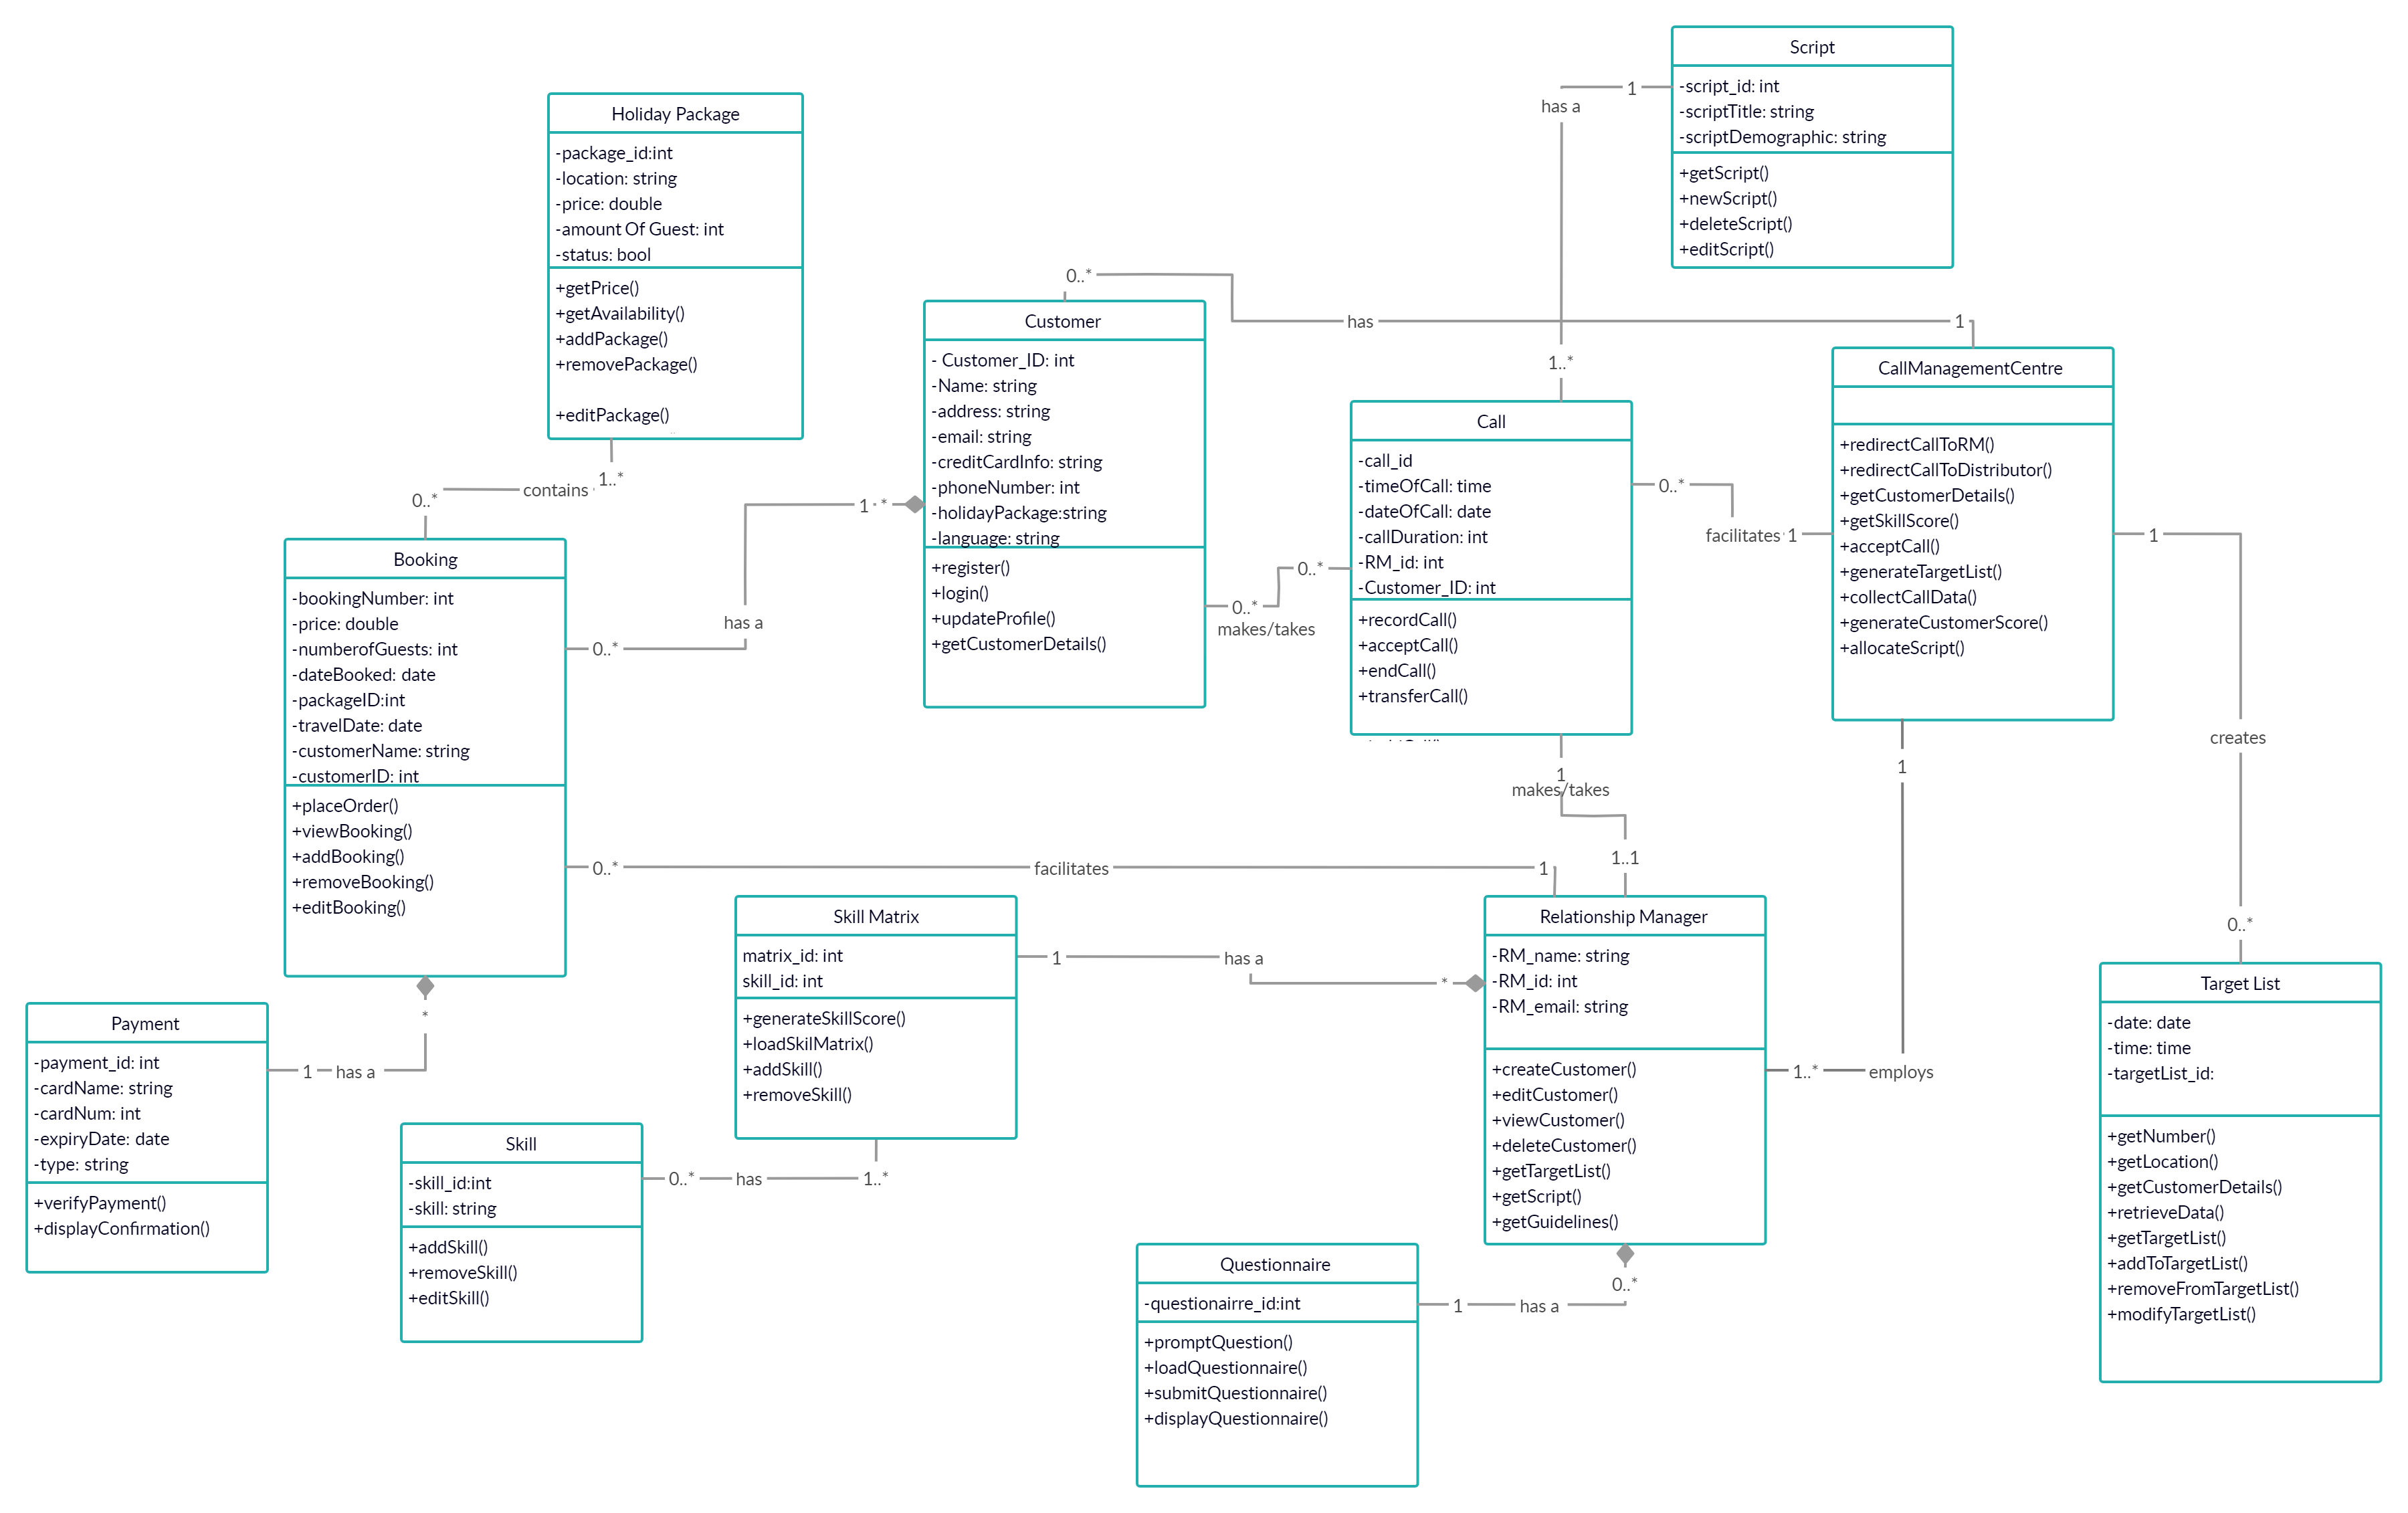 Script
-script_id: int
-scriptTitle: string
-scriptDemographic: string
+getScript()
+newScript()
+deleteScript()
+editScript()
1
has a
1..*
Holiday Package
-package_id:int
-location: string
-price: double
-amount Of Guest: int
-status: bool
+getPrice()
+getAvailability()
+addPackage()
+removePackage()
+editPackage()
1..*
contains
0..*
0..*
has
1
Customer
- Customer_ID: int
-Name: string
-address: string
-email: string
-creditCardInfo: string
-phoneNumber: int
-holidayPackage:string
-language: string
+register()
+login()
+updateProfile()
+getCustomerDetails()
1..*
has a
0..*
0..*
makes/takes
0..*
Call
-call_id
-timeOfCall: time
-dateOfCall: date
-callDuration: int
-RM_id: int
-Customer_ID: int
+recordCall()
+acceptCall()
+endCall()
+transferCall()
0..*
facilitates
1
CallManagementCentre
+redirectCallToRM()
+redirectCallToDistributor()
+getCustomerDetails()
+getSkillScore()
+acceptCall()
+generateTargetList()
+collectCallData()
+generateCustomerScore()
+allocateScript()
1
creates
0..*
1
employs
1..*
1
makes/takes
1..1
Booking
-bookingNumber: int
-price: double
-numberofGuests: int
-dateBooked: date
-packageID:int
-travelDate: date
-customerName: string
-customerID: int
+placeOrder()
+viewBooking()
+addBooking()
+removeBooking()
+editBooking()
0..*
facilitates
1
*
has a
1
Payment
-payment_id: int
-cardName: string
-cardNum: int
-expiryDate: date
-type: string
+verifyPayment()
+displayConfirmation()
Skill Matrix
matrix_id: int
skill_id: int
+generateSkillScore()
+loadSkilMatrix()
+addSkill()
+removeSkill()
1
has a
*
Relationship Manager
-RM_name: string
-RM_id: int
-RM_email: string
+createCustomer()
+editCustomer()
+viewCustomer()
+deleteCustomer()
+getTargetList()
+getScript()
+getGuidelines()
Skill
-skill_id:int
-skill: string
+addSkill()
+removeSkill()
+editSkill()
0..*
has
1..*
Questionnaire
-questionairre_id:int
+promptQuestion()
+loadQuestionnaire()
+submitQuestionnaire()
+displayQuestionnaire()
1
has a
0..*
Target List
-date: date
-time: time
-targetList_id:
+getNumber()
+getLocation()
+getCustomerDetails()
+retrieveData()
+getTargetList()
+addToTargetList()
+removeFromTargetList()
+modifyTargetList()